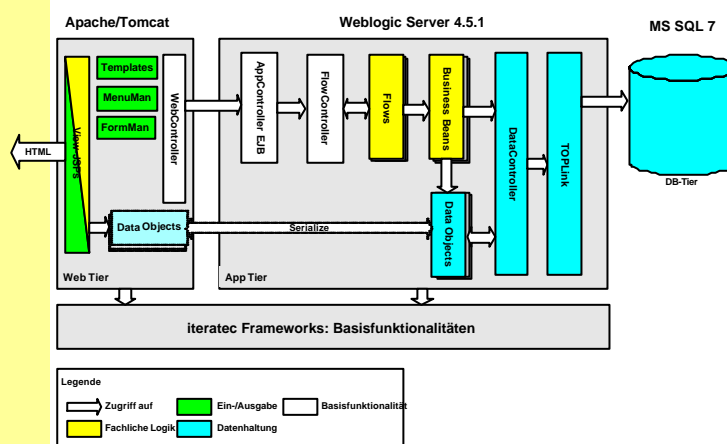 Apache/Tomcat
Weblogic Server 4.5.1
MS SQL 7
Templates
MenuMan
FormMan
View JSPs
WebController
AppController EJB
FlowController
Flows
Business Beans
DataController
TOPLink
HTML
Data Objects
Serialize
Data Objects
DB-Tier
Web Tier
App Tier
iteratec Frameworks: Basisfunktionalitäten
Legende
Zugriff auf
Ein-/Ausgabe
Basisfunktionalität
Fachliche Logik
Datenhaltung